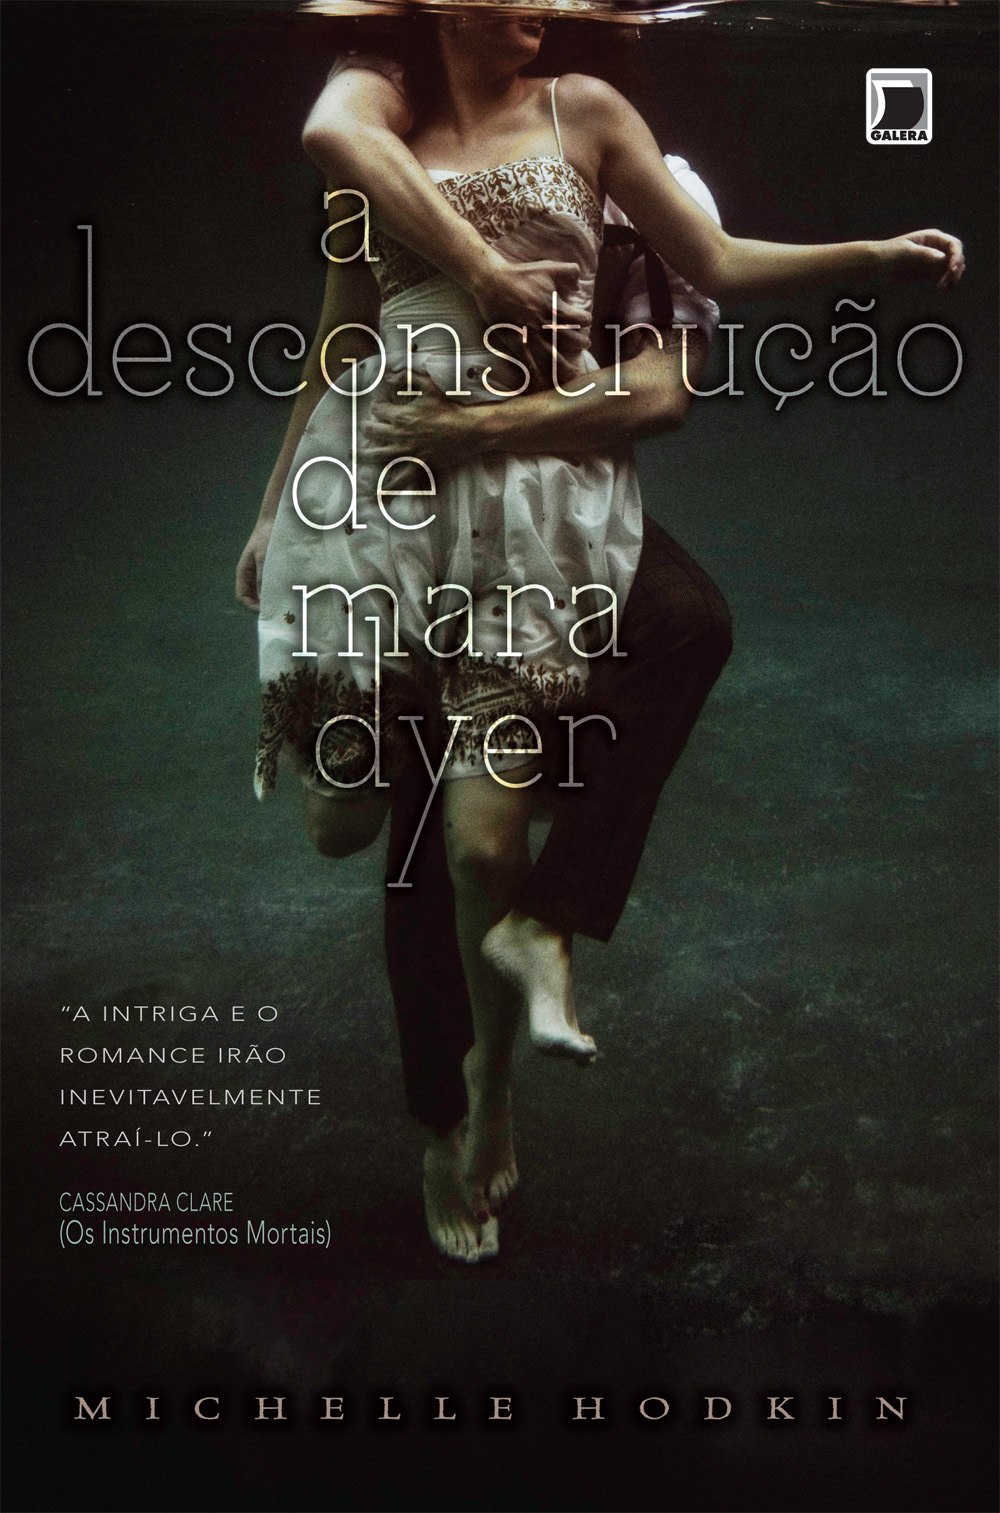 GALERA
a
desconstrução
de
mara
dyer
“A INTRIGA E O
ROMANCE IRÃO
INEVITAVELMENTE
ATRAÍ-LO.”
CASSANDRA CLARE
(Os Instrumentos Mortais)
MICHELLE HODKIN